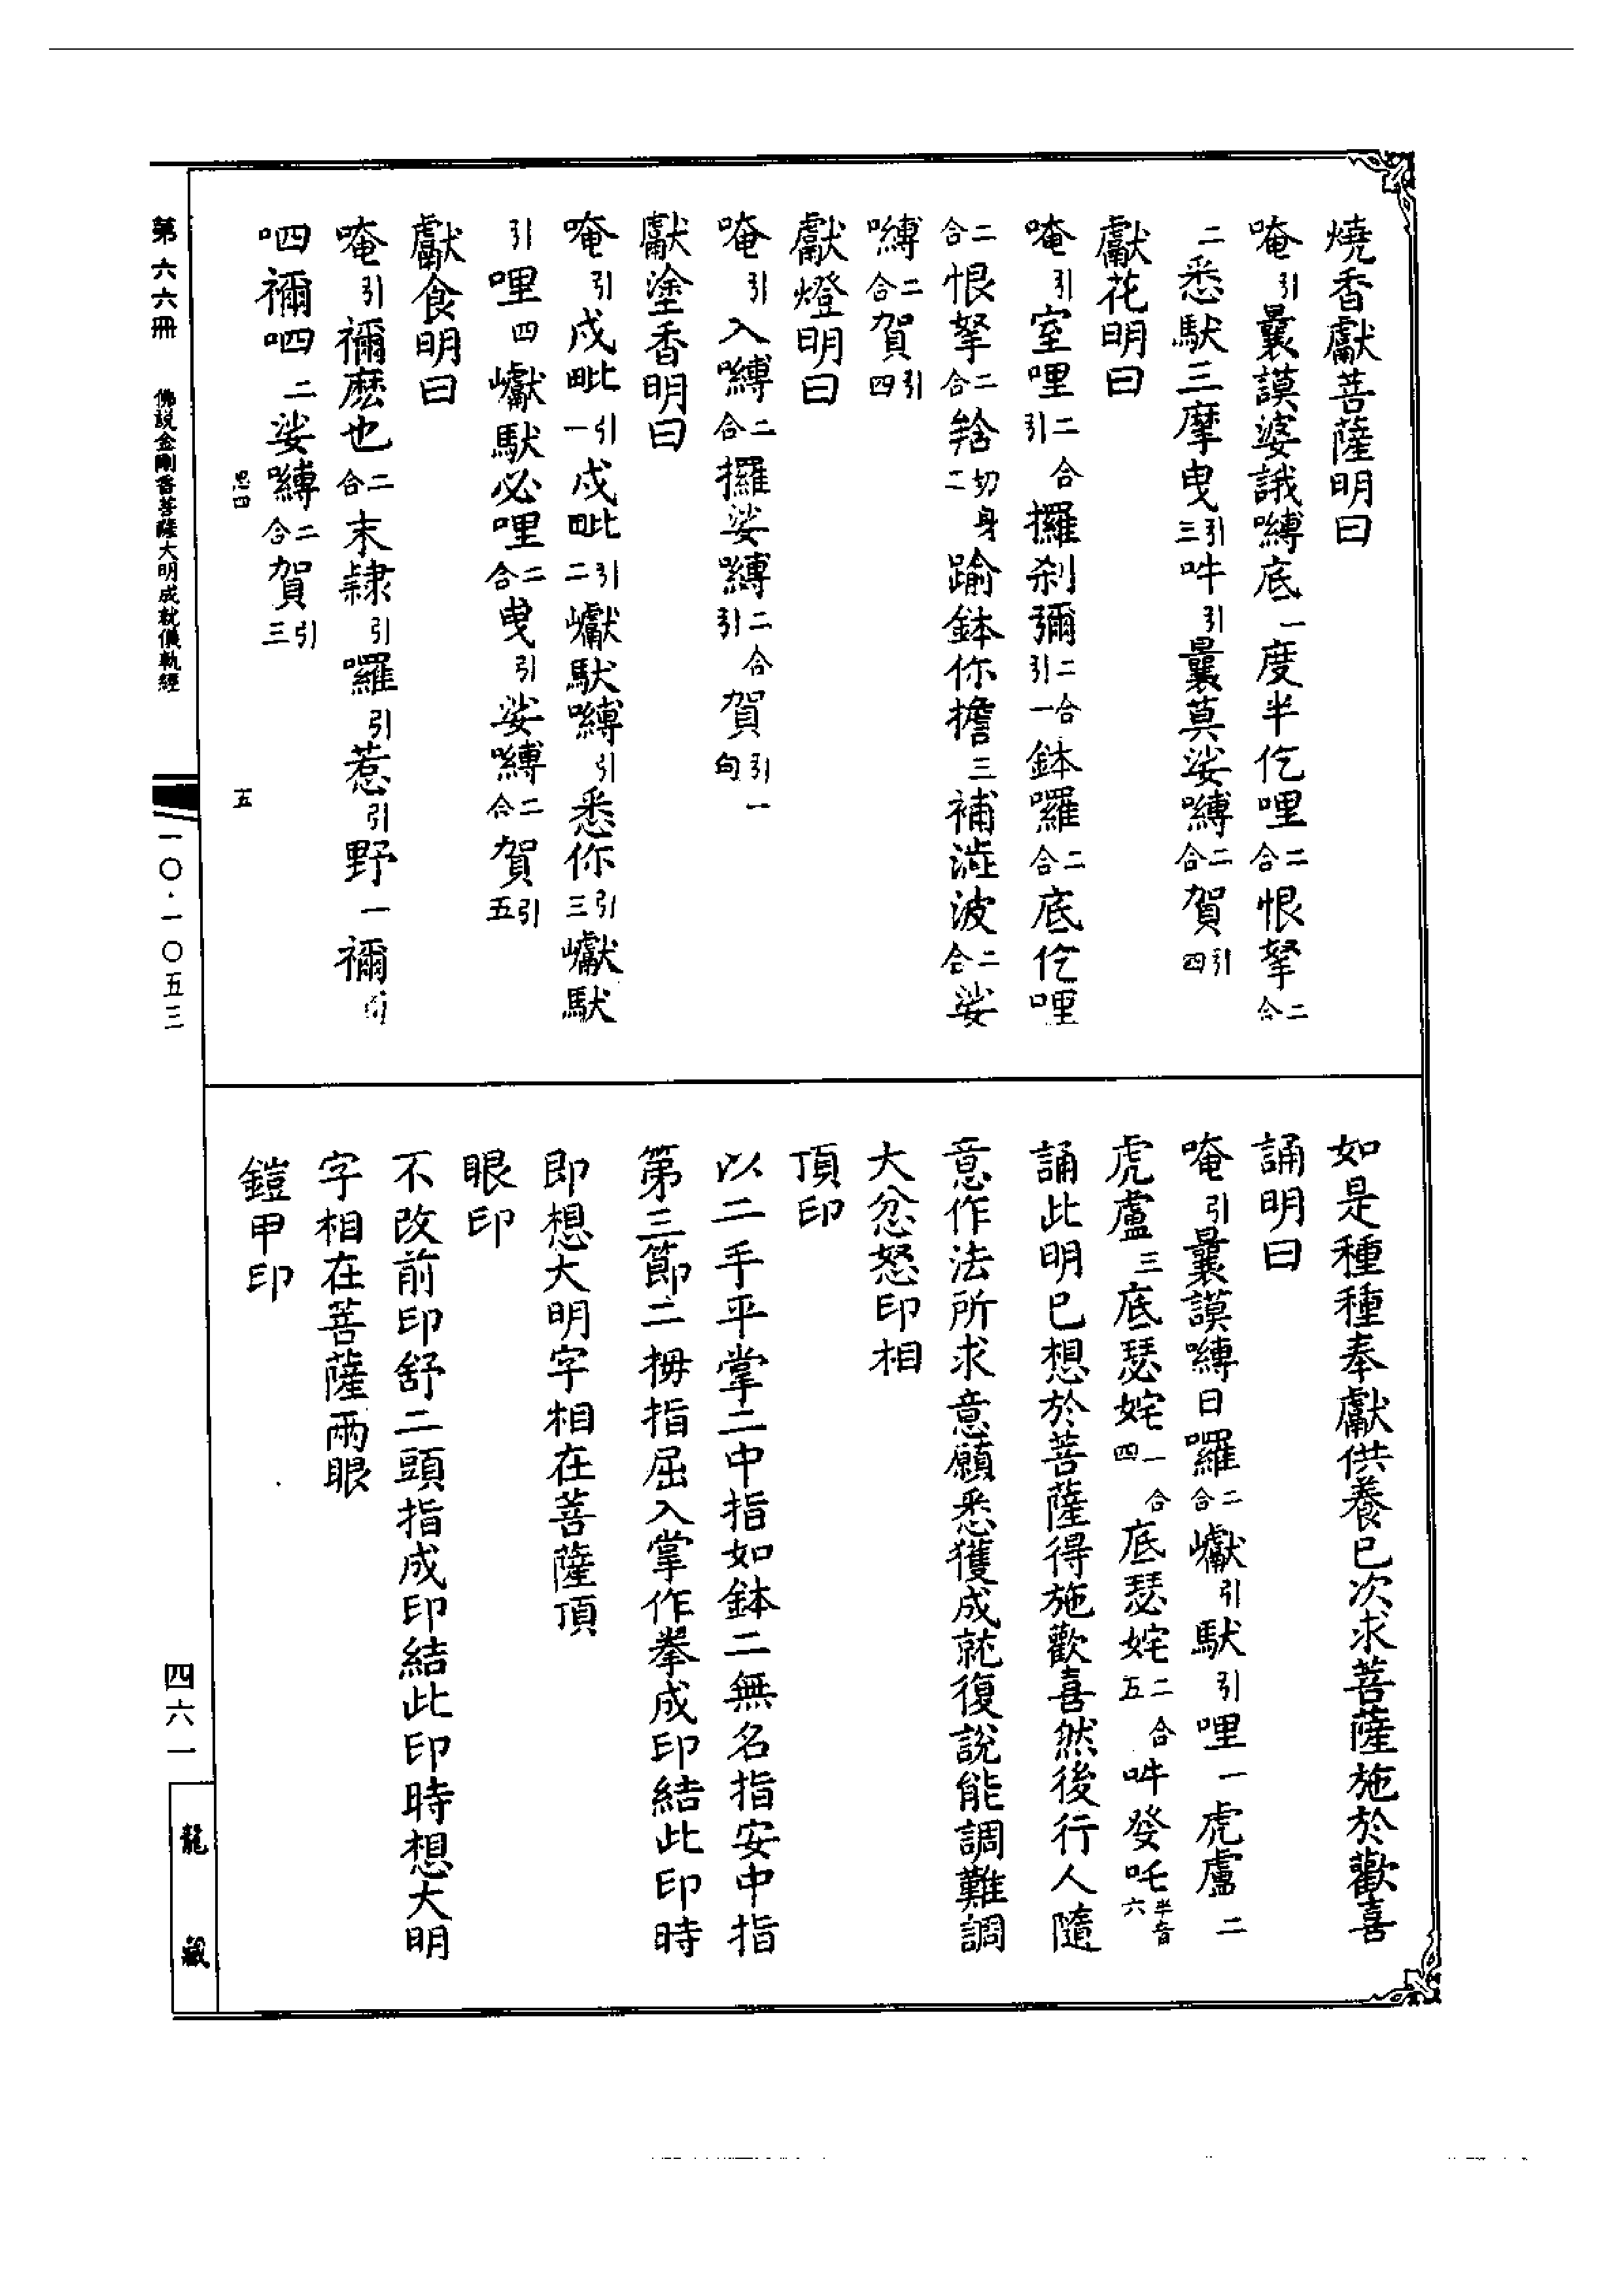 燒香獻菩薩明曰
唵引曩謨婆誐嚩底一度半仡哩二合恨拏二合
二悉馱三摩曳引三吽引曩莫娑嚩二合賀引四
獻花明曰
唵引室哩二合引攞剎彌二合引一鉢囉二合底仡哩
二合恨拏二合䭾切身二踰鉢你擔三補澁波二合娑
嚩二合賀引四
獻燈明曰
唵引入嚩二合攞娑嚩二合引賀引一句
獻塗香明曰
唵引戍毗引一戍毗引二巘馱嚩引悉你引三巘馱
引哩四巘馱必哩二合曳引娑嚩二合賀引五
獻食明曰
唵引禰麽也二合末隸引囉引惹引野一禰
呬禰呬二娑嚩二合賀引三
如是種種奉獻供養已次求菩薩施於歡喜
誦明曰
唵引曩謨嚩日囉二合巘引馱引哩一虎盧二
虎盧三底瑟姹二合四底瑟姹二合五吽癹吒半音六
誦此明已想於菩薩得施歡喜然後行人隨
意作法所求意願悉獲成就復說能調難調
大忿怒印相
頂印
以二手平掌二中指如鉢二無名指安中指
第三節二拇指屈入掌作拳成印結此印時
即想大明字相在菩薩頂
眼印
不改前印舒二頭指成印結此印時想大明
字相在菩薩兩眼
鎧甲印
第六六冊 佛説金剛香菩薩大明成就儀軌經
思四 五
一〇·一〇五三
四六一
龍藏